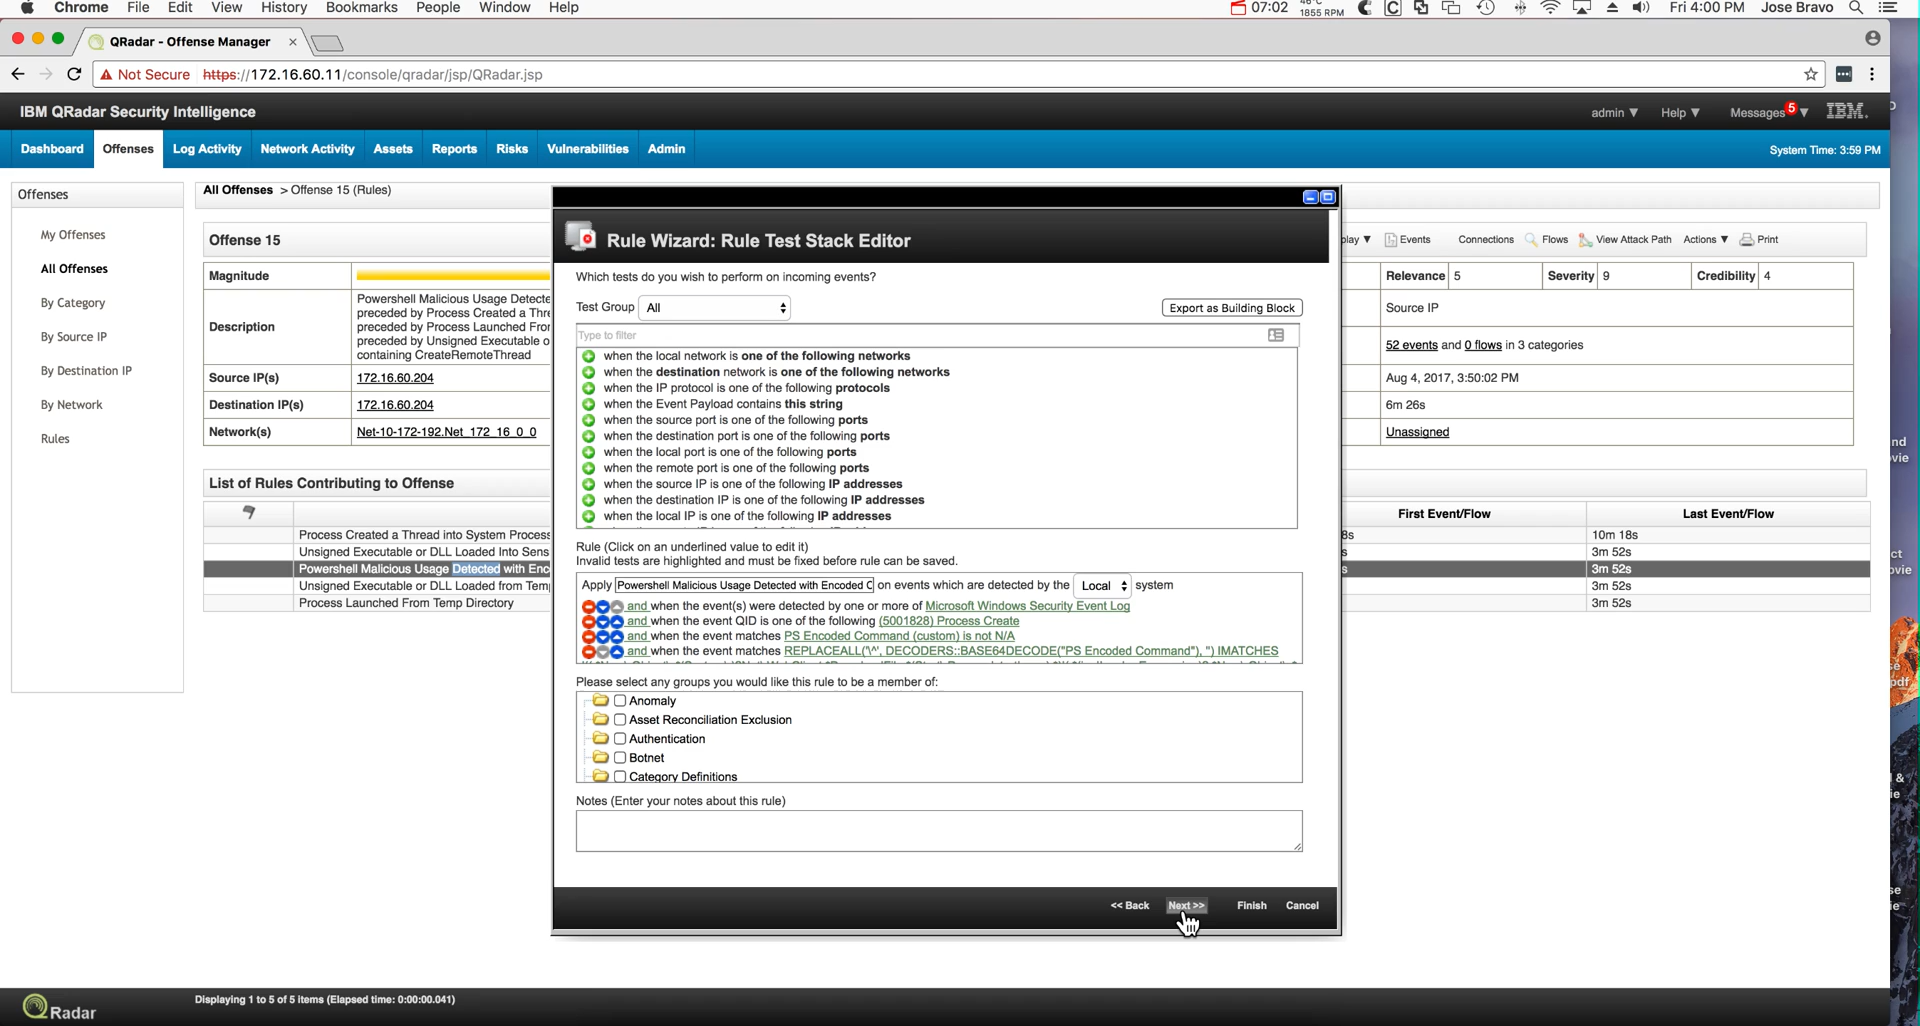 Chrome File Edit View History Bookmarks People Window Help 07:02 46°C 1855 RPM Fri 4:00 PM Jose Bravo
QRadar - Offense Manager
Not Secure https://172.16.60.11/console/qradar/jsp/QRadar.jsp
IBM QRadar Security Intelligence admin ▼ Help ▼ Messages 5 ▼ IBM.
Dashboard Offenses Log Activity Network Activity Assets Reports Risks Vulnerabilities Admin System Time: 3:59 PM
Offenses
My Offenses
All Offenses
By Category
By Source IP
By Destination IP
By Network
Rules
All Offenses > Offense 15 (Rules)
Offense 15
play ▼ Events Connections Flows View Attack Path Actions ▼ Print
Magnitude
Relevance 5 Severity 9 Credibility 4
Description
Powershell Malicious Usage Detecte
preceded by Process Created a Thre
preceded by Process Launched Fro
preceded by Unsigned Executable o
containing CreateRemoteThread
Source IP
52 events and 0 flows in 3 categories
Source IP(s) 172.16.60.204
Aug 4, 2017, 3:50:02 PM
Destination IP(s) 172.16.60.204
6m 26s
Network(s) Net-10-172-192.Net_172_16_0_0
Unassigned
List of Rules Contributing to Offense
First Event/Flow Last Event/Flow
Process Created a Thread into System Process 8s 10m 18s
Unsigned Executable or DLL Loaded Into Sens s 3m 52s
Powershell Malicious Usage Detected with Enc s 3m 52s
Unsigned Executable or DLL Loaded from Tem 3m 52s
Process Launched From Temp Directory 3m 52s
Rule Wizard: Rule Test Stack Editor
Which tests do you wish to perform on incoming events?
Test Group All Export as Building Block
Type to filter
when the local network is one of the following networks
when the destination network is one of the following networks
when the IP protocol is one of the following protocols
when the Event Payload contains this string
when the source port is one of the following ports
when the destination port is one of the following ports
when the local port is one of the following ports
when the remote port is one of the following ports
when the source IP is one of the following IP addresses
when the destination IP is one of the following IP addresses
when the local IP is one of the following IP addresses
Rule (Click on an underlined value to edit it)
Invalid tests are highlighted and must be fixed before rule can be saved.
Apply Powershell Malicious Usage Detected with Encoded C on events which are detected by the Local system
and when the event(s) were detected by one or more of Microsoft Windows Security Event Log
and when the event QID is one of the following (5001828) Process Create
and when the event matches PS Encoded Command (custom) is not N/A
and when the event matches REPLACEALL('\^', DECODERS::BASE64DECODE("PS Encoded Command"), '') IMATCHES
Please select any groups you would like this rule to be a member of:
Anomaly
Asset Reconciliation Exclusion
Authentication
Botnet
Category Definitions
Notes (Enter your notes about this rule)
<< Back Next >> Finish Cancel
QRadar Displaying 1 to 5 of 5 items (Elapsed time: 0:00:00.041)